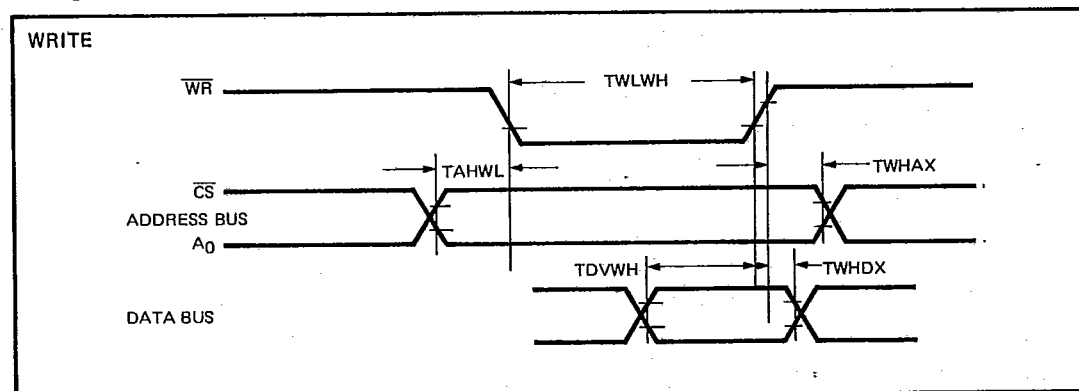 WRITE
WR
TWLWH
TAHWL
TWHAX
CS
ADDRESS BUS
A0
TDVWH
TWHDX
DATA BUS